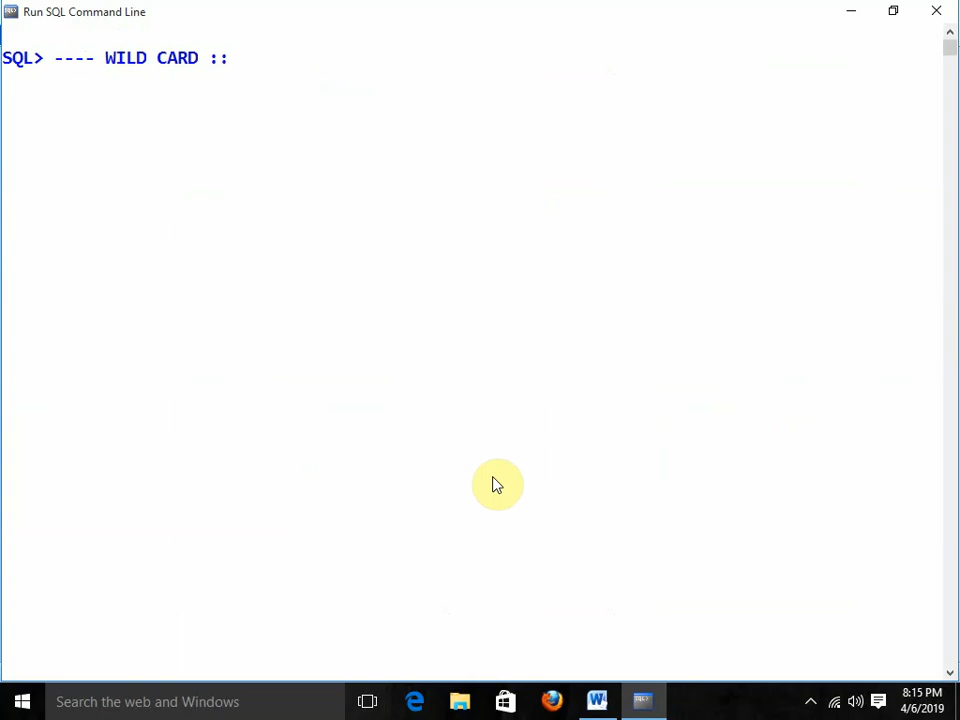 Run SQL Command Line
SQL> ---- WILD CARD ::
Search the web and Windows
8:15 PM
4/6/2019